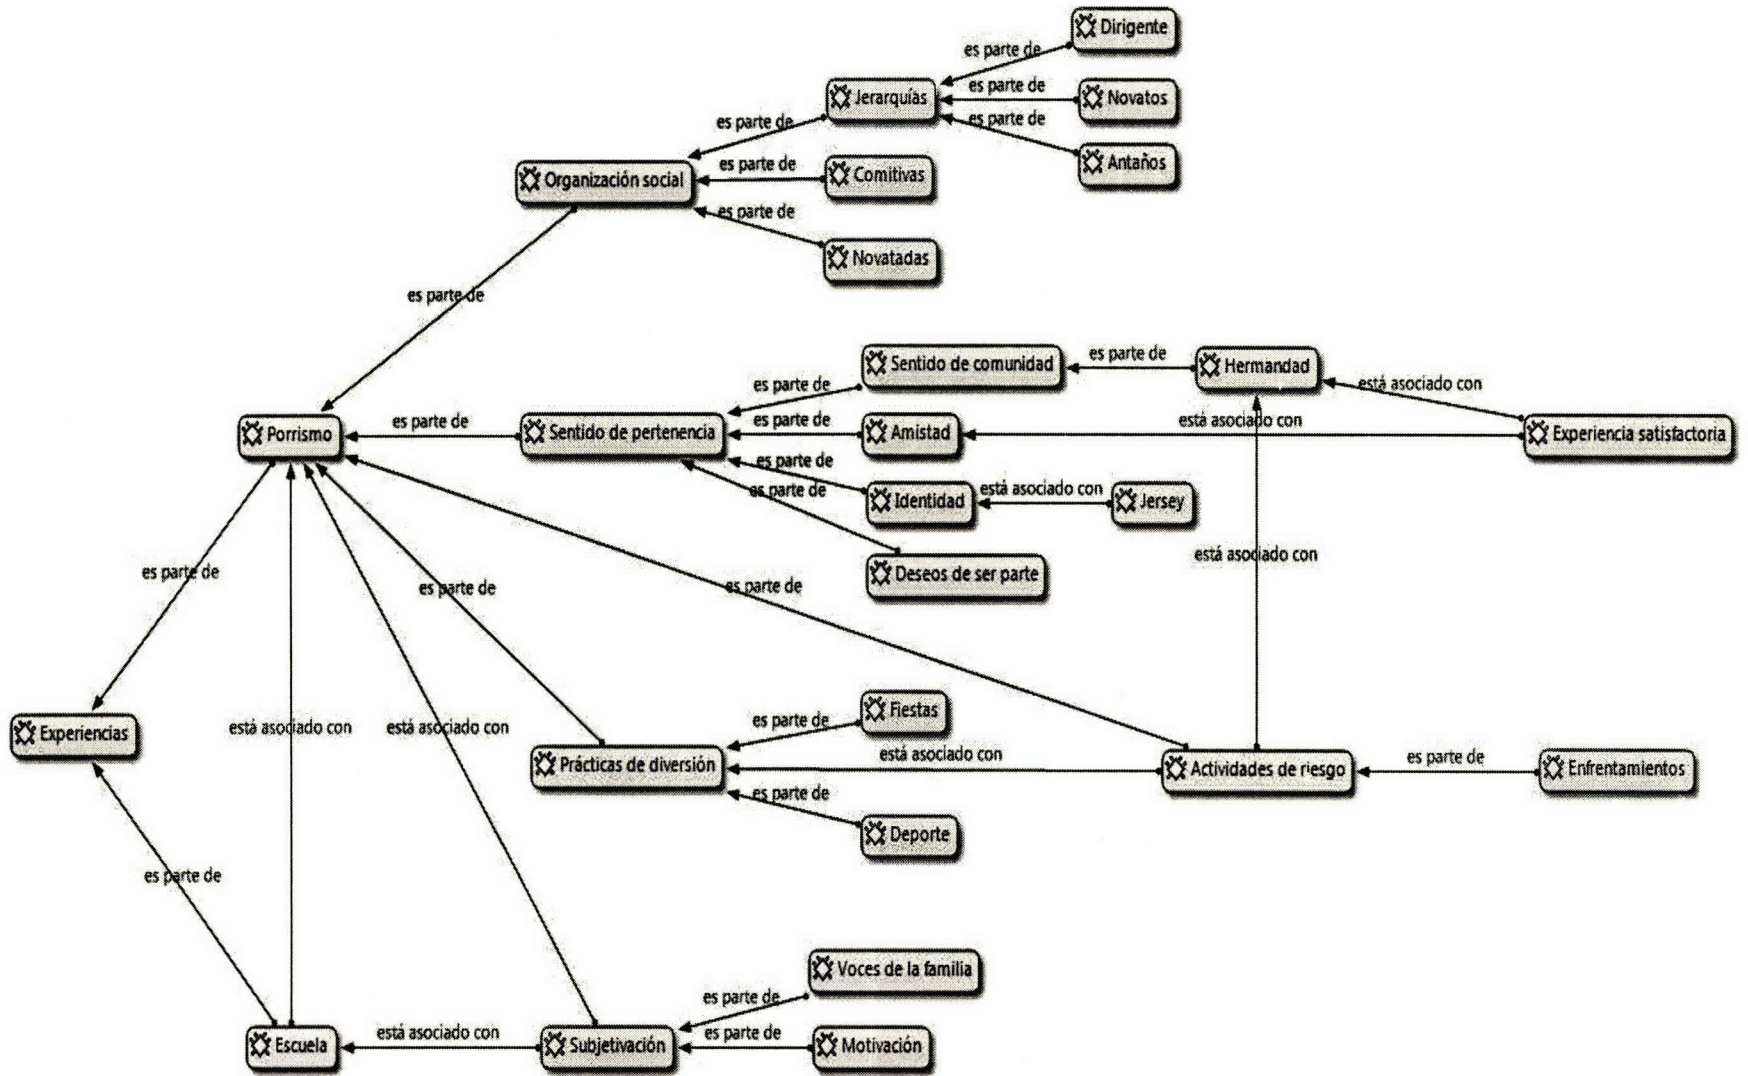 Dirigente
es parte de
Jerarquías
es parte de
Novatos
es parte de
es parte de
Antaños
es parte de
Comitivas
Organización social
es parte de
Novatadas
es parte de
Sentido de comunidad
es parte de
Hermandad
es parte de
está asociado con
Porrismo
es parte de
Sentido de pertenencia
es parte de
Amistad
está asociado con
Experiencia satisfactoria
es parte de
es parte de
Identidad
está asociado con
Jersey
está asociado con
es parte de
es parte de
es parte de
Deseos de ser parte
Experiencias
está asociado con
está asociado con
es parte de
Fiestas
Prácticas de diversión
está asociado con
Actividades de riesgo
es parte de
Enfrentamientos
es parte de
Deporte
es parte de
Voces de la familia
es parte de
Escuela
está asociado con
Subjetivación
es parte de
Motivación